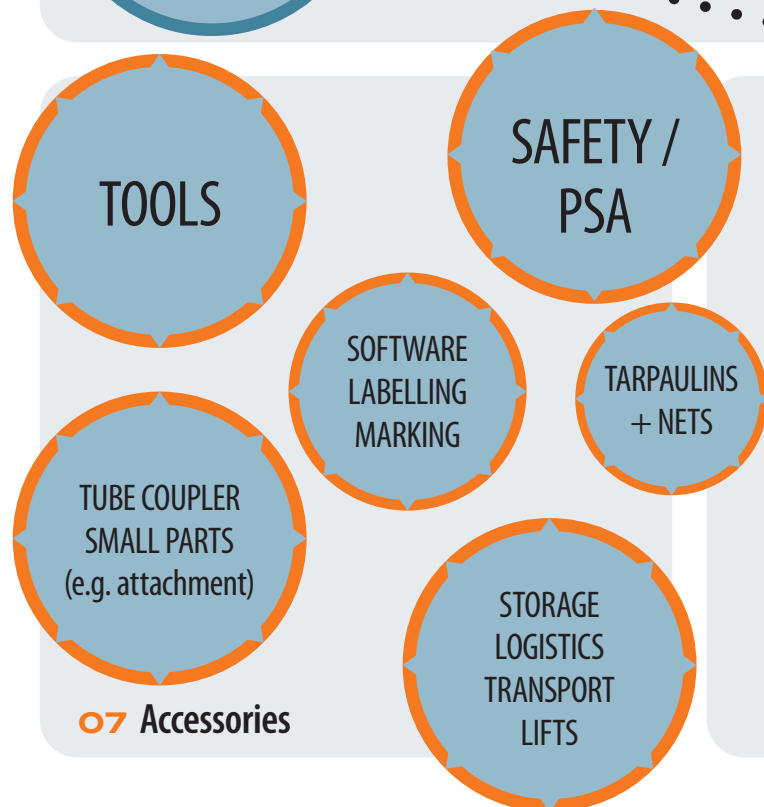 TOOLS
SAFETY /
PSA
SOFTWARE
LABELLING
MARKING
TARPAULINS
+ NETS
TUBE COUPLER
SMALL PARTS
(e.g. attachment)
STORAGE
LOGISTICS
TRANSPORT
LIFTS
07 Accessories